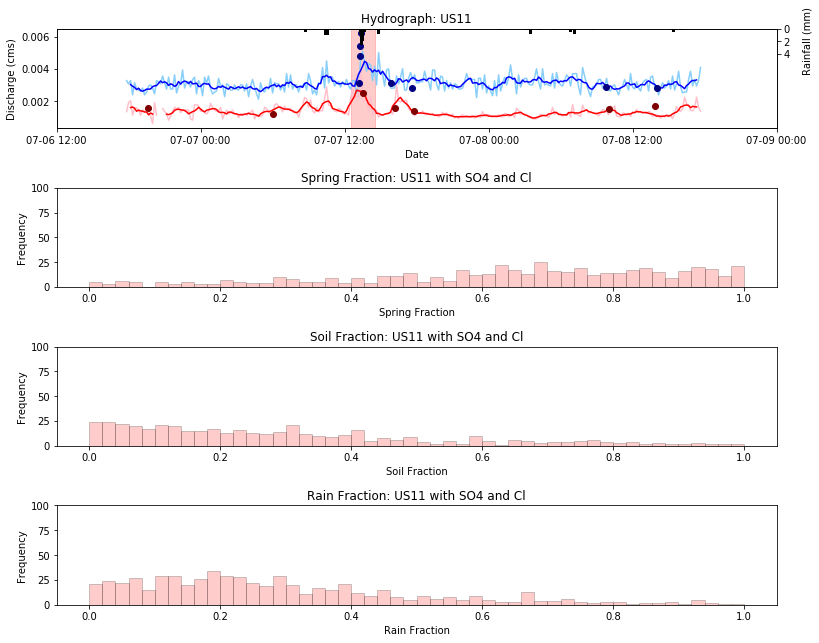 Hydrograph: US11
Discharge (cms)
0.006
0.004
0.002
0
2
4
Rainfall (mm)
07-06 12:00 07-07 00:00 07-07 12:00 07-08 00:00 07-08 12:00 07-09 00:00
Date
Spring Fraction: US11 with SO4 and Cl
Frequency
100
75
50
25
0
0.0 0.2 0.4 0.6 0.8 1.0
Spring Fraction
Soil Fraction: US11 with SO4 and Cl
Frequency
100
75
50
25
0
0.0 0.2 0.4 0.6 0.8 1.0
Soil Fraction
Rain Fraction: US11 with SO4 and Cl
Frequency
100
75
50
25
0
0.0 0.2 0.4 0.6 0.8 1.0
Rain Fraction